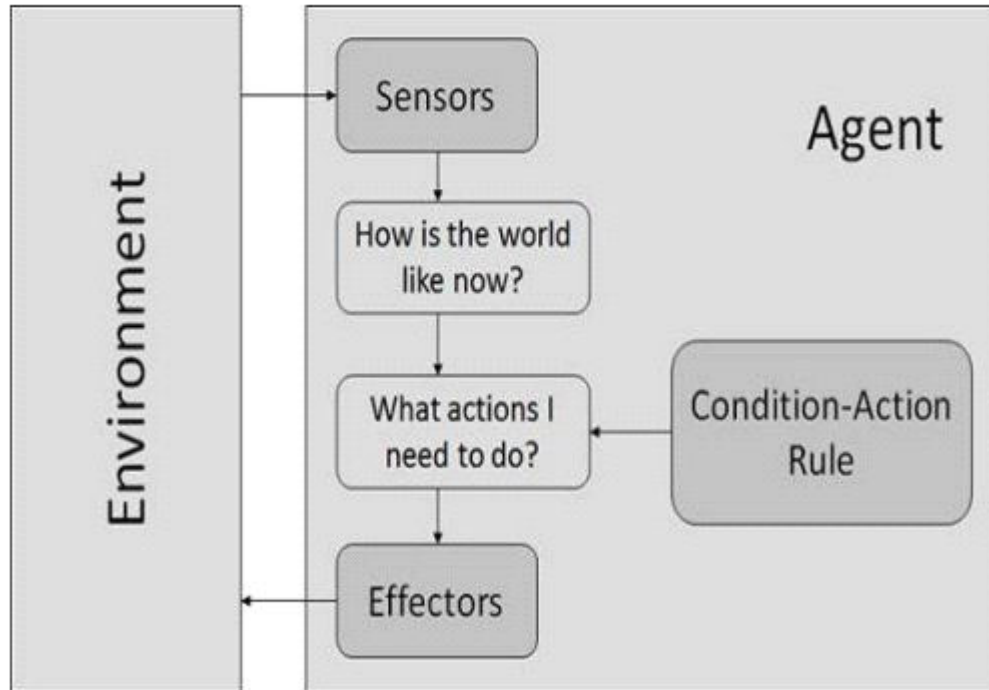 Environment
Sensors
Agent
How is the world
like now?
What actions I
need to do?
Condition-Action
Rule
Effectors